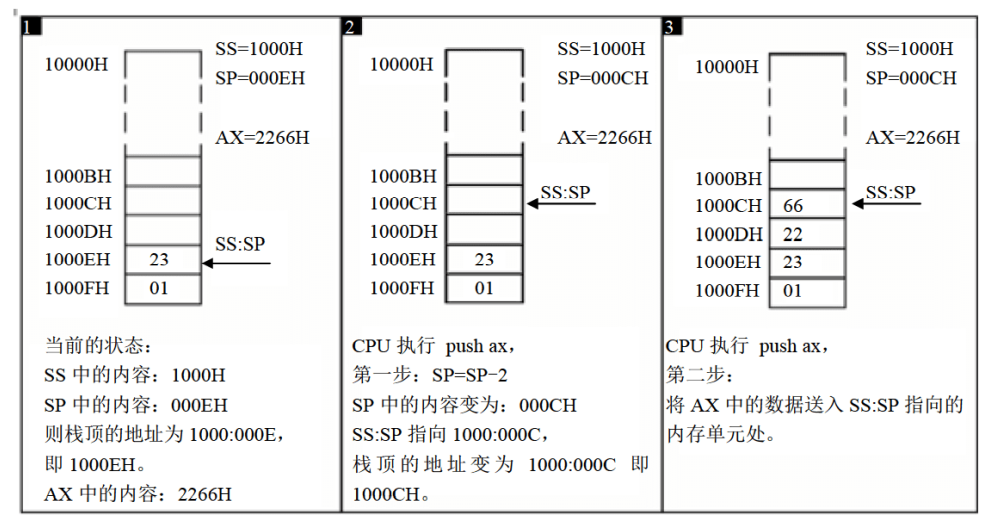 1
10000H
SS=1000H
SP=000EH
AX=2266H
1000BH
1000CH
1000DH
1000EH 23
SS:SP
1000FH 01
当前的状态：
SS 中的内容：1000H
SP 中的内容：000EH
则栈顶的地址为 1000:000E，
即 1000EH。
AX 中的内容：2266H
2
10000H
SS=1000H
SP=000CH
AX=2266H
1000BH
1000CH
SS:SP
1000DH
1000EH 23
1000FH 01
CPU 执行 push ax，
第一步：SP=SP-2
SP 中的内容变为：000CH
SS:SP 指向 1000:000C，
栈顶的地址变为 1000:000C 即
1000CH。
3
10000H
SS=1000H
SP=000CH
AX=2266H
1000BH
1000CH 66
SS:SP
1000DH 22
1000EH 23
1000FH 01
CPU 执行 push ax，
第二步：
将 AX 中的数据送入 SS:SP 指向的
内存单元处。